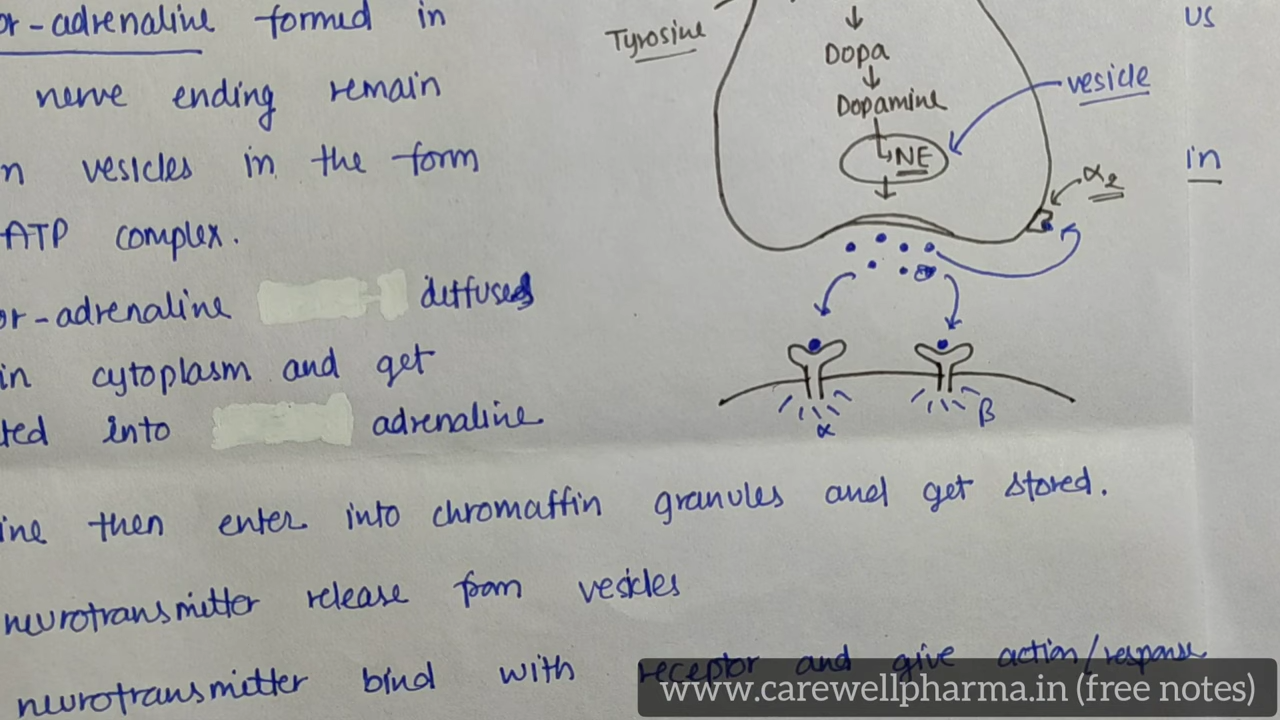 or-adrenaline formed in
nerve ending remain
n vesicles in the form
ATP complex.
or-adrenaline diffuses
in cytoplasm and get
ted into adrenaline
ine then enter into chromaffin granules and get stored.
neurotransmitter release from vesicles
neurotransmitter bind with receptor and give action/response
Tyrosine
Dopa
Dopamine
NE
vesicle
α2
α
β
us
in
www.carewellpharma.in (free notes)